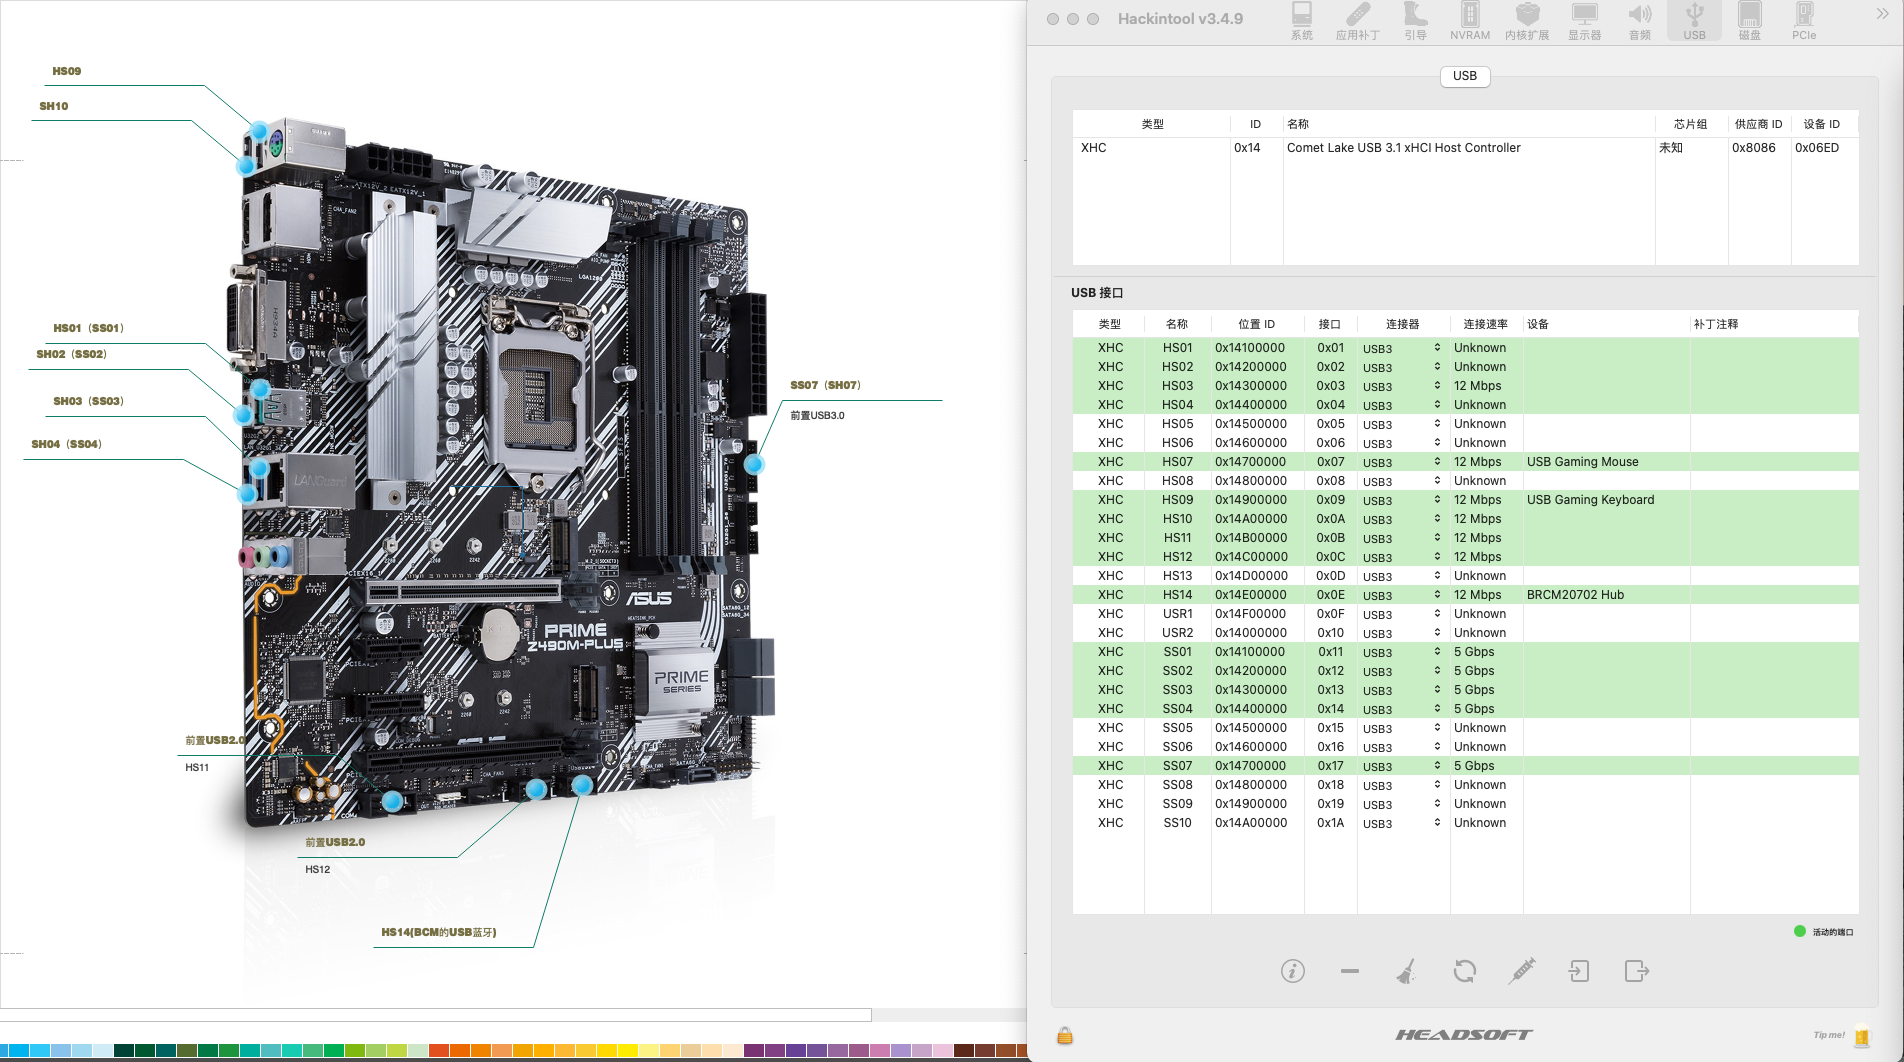 HS09
SH10
HS01（SS01）
SH02（SS02）
SH03（SS03）
SH04（SS04）
SS07（SH07）
前置USB3.0
前置USB2.0
HS11
前置USB2.0
HS12
HS14(BCM的USB蓝牙)
ATX12V_2 EATX12V_1
CHA_FAN2
LGA1200
LANGuard
AUDIO
PCIEX16_1
ASUS
PRIME
Z490M-PLUS
PRIME
SERIES
SATA6G_12
SATA6G_34
Hackintool v3.4.9
系统 应用补丁 引导 NVRAM 内核扩展 显示器 音频 USB 磁盘 PCIe
USB
类型 ID 名称 芯片组 供应商 ID 设备 ID
XHC 0x14 Comet Lake USB 3.1 xHCI Host Controller 未知 0x8086 0x06ED
USB 接口
类型 名称 位置 ID 接口 连接器 连接速率 设备 补丁注释
XHC HS01 0x14100000 0x01 USB3 Unknown
XHC HS02 0x14200000 0x02 USB3 Unknown
XHC HS03 0x14300000 0x03 USB3 12 Mbps
XHC HS04 0x14400000 0x04 USB3 Unknown
XHC HS05 0x14500000 0x05 USB3 Unknown
XHC HS06 0x14600000 0x06 USB3 Unknown
XHC HS07 0x14700000 0x07 USB3 12 Mbps USB Gaming Mouse
XHC HS08 0x14800000 0x08 USB3 Unknown
XHC HS09 0x14900000 0x09 USB3 12 Mbps USB Gaming Keyboard
XHC HS10 0x14A00000 0x0A USB3 12 Mbps
XHC HS11 0x14B00000 0x0B USB3 12 Mbps
XHC HS12 0x14C00000 0x0C USB3 12 Mbps
XHC HS13 0x14D00000 0x0D USB3 Unknown
XHC HS14 0x14E00000 0x0E USB3 12 Mbps BRCM20702 Hub
XHC USR1 0x14F00000 0x0F USB3 Unknown
XHC USR2 0x14000000 0x10 USB3 Unknown
XHC SS01 0x14100000 0x11 USB3 5 Gbps
XHC SS02 0x14200000 0x12 USB3 5 Gbps
XHC SS03 0x14300000 0x13 USB3 5 Gbps
XHC SS04 0x14400000 0x14 USB3 5 Gbps
XHC SS05 0x14500000 0x15 USB3 Unknown
XHC SS06 0x14600000 0x16 USB3 Unknown
XHC SS07 0x14700000 0x17 USB3 5 Gbps
XHC SS08 0x14800000 0x18 USB3 Unknown
XHC SS09 0x14900000 0x19 USB3 Unknown
XHC SS10 0x14A00000 0x1A USB3 Unknown
活动的端口
HEADSOFT
Tip me!